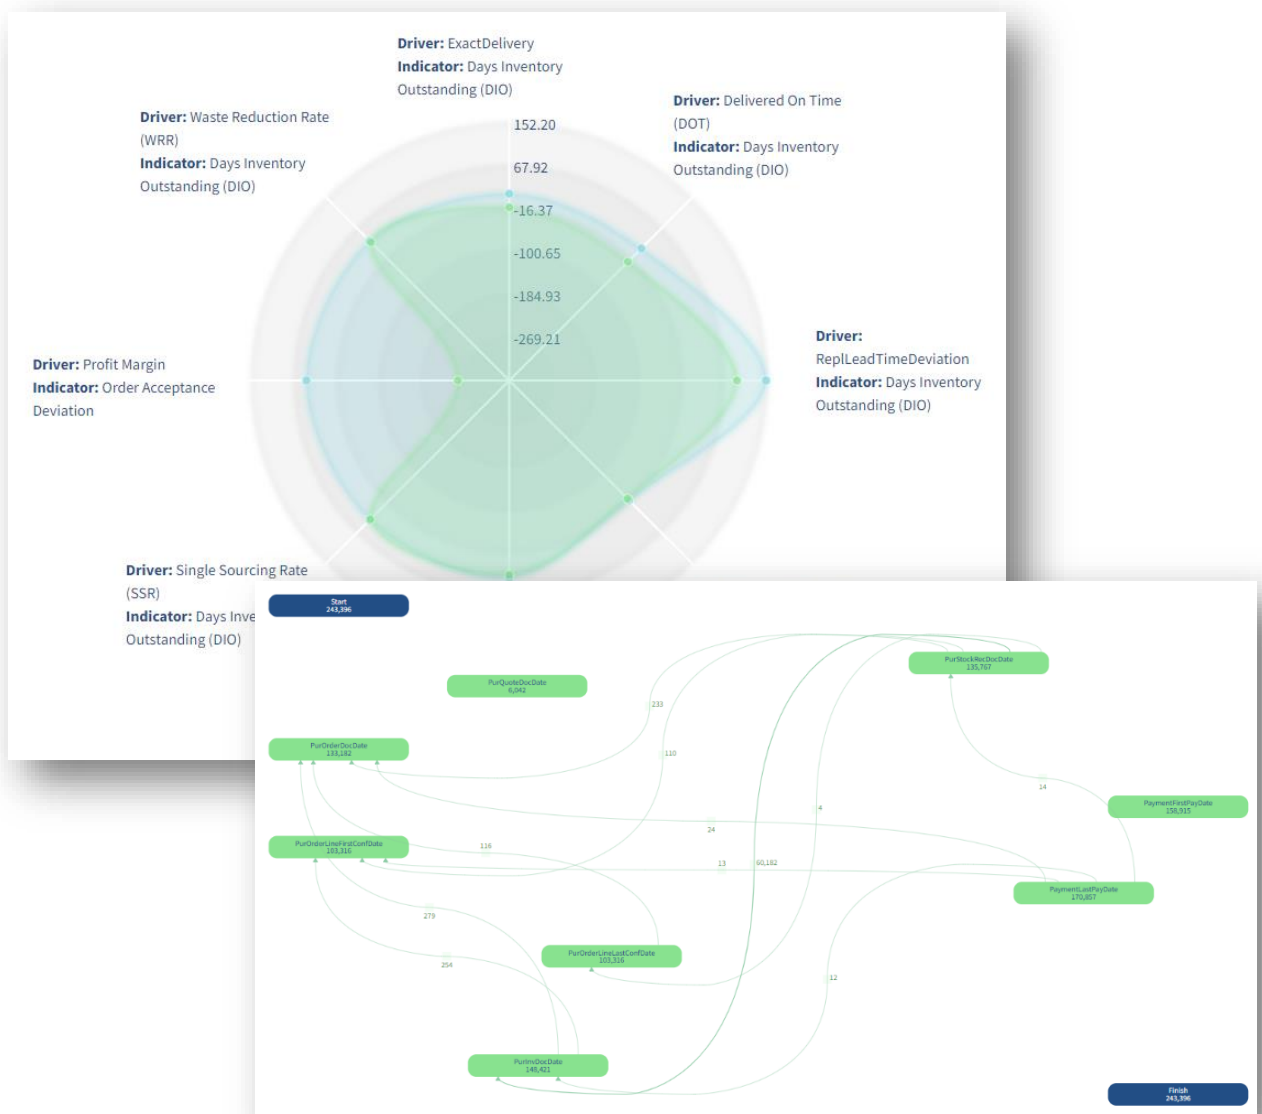 Driver: ExactDelivery
Indicator: Days Inventory
Outstanding (DIO)
Driver: Delivered On Time
(DOT)
Indicator: Days Inventory
Outstanding (DIO)
Driver: Waste Reduction Rate
(WRR)
Indicator: Days Inventory
Outstanding (DIO)
152.20
67.92
-16.37
-100.65
-184.93
-269.21
Driver:
ReplLeadTimeDeviation
Indicator: Days Inventory
Outstanding (DIO)
Driver: Profit Margin
Indicator: Order Acceptance
Deviation
Driver: Single Sourcing Rate
(SSR)
Indicator: Days Inve
Outstanding (DIO)
Start
243,396
PurStockRecDocDate
135,767
PurQuoteDocDate
6,042
233
PurOrderDocDate
133,182
110
14
PaymentFirstPayDate
158,915
4
24
PurOrderLineFirstConfDate
103,316
116
13
60,182
PaymentLastPayDate
170,857
279
PurOrderLineLastConfDate
103,316
254
12
PurInvDocDate
148,421
Finish
243,396